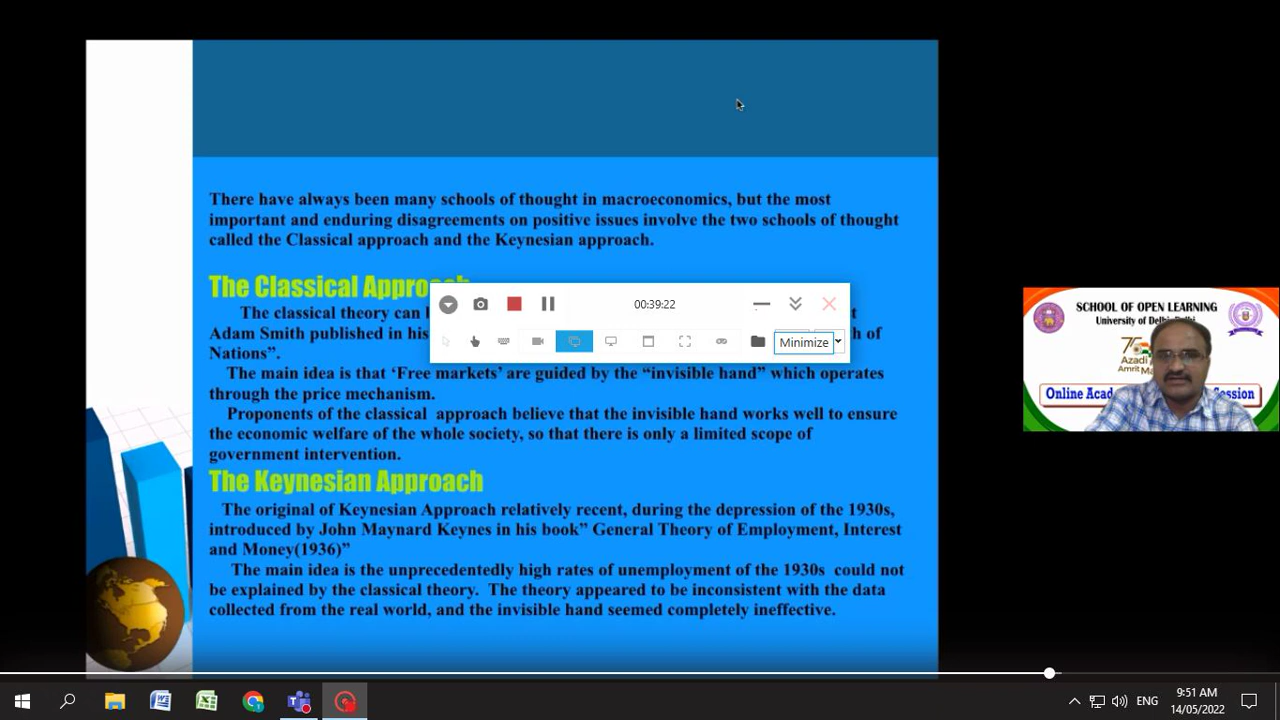 There have always been many schools of thought in macroeconomics, but the most
important and enduring disagreements on positive issues involve the two schools of thought
called the Classical approach and the Keynesian approach.
The Classical Appro
The classical theory can b
Adam Smith published in his
h of
Nations”.
The main idea is that ‘Free markets’ are guided by the “invisible hand” which operates
through the price mechanism.
Proponents of the classical approach believe that the invisible hand works well to ensure
the economic welfare of the whole society, so that there is only a limited scope of
government intervention.
The Keynesian Approach
The original of Keynesian Approach relatively recent, during the depression of the 1930s,
introduced by John Maynard Keynes in his book” General Theory of Employment, Interest
and Money(1936)”
The main idea is the unprecedentedly high rates of unemployment of the 1930s could not
be explained by the classical theory. The theory appeared to be inconsistent with the data
collected from the real world, and the invisible hand seemed completely ineffective.
00:39:22
Minimize
SCHOOL OF OPEN LEARNING
University of Delhi, Delhi
Azadi
Amrit Ma
Online Acad
Session
ENG
9:51 AM
14/05/2022